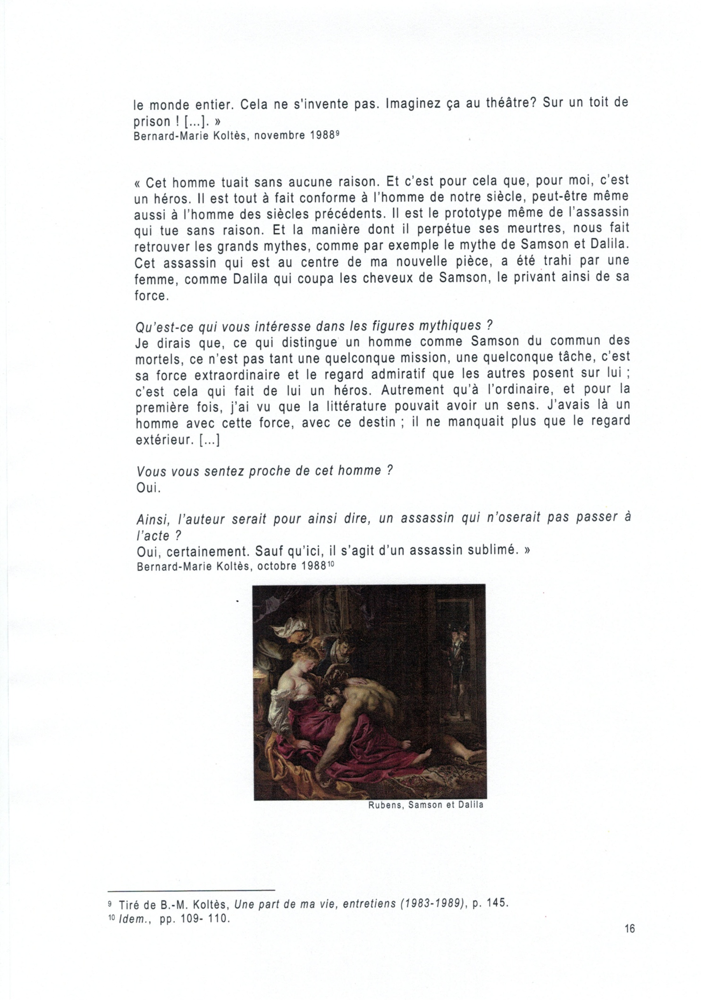 le monde entier. Cela ne s'invente pas. Imaginez ça au théâtre? Sur un toit de
prison ! [...]. »
Bernard-Marie Koltès, novembre 1988⁹
« Cet homme tuait sans aucune raison. Et c’est pour cela que, pour moi, c’est
un héros. Il est tout à fait conforme à l’homme de notre siècle, peut-être même
aussi à l’homme des siècles précédents. Il est le prototype même de l’assassin
qui tue sans raison. Et la manière dont il perpétue ses meurtres, nous fait
retrouver les grands mythes, comme par exemple le mythe de Samson et Dalila.
Cet assassin qui est au centre de ma nouvelle pièce, a été trahi par une
femme, comme Dalila qui coupa les cheveux de Samson, le privant ainsi de sa
force.
Qu’est-ce qui vous intéresse dans les figures mythiques ?
Je dirais que, ce qui distingue un homme comme Samson du commun des
mortels, ce n’est pas tant une quelconque mission, une quelconque tâche, c’est
sa force extraordinaire et le regard admiratif que les autres posent sur lui ;
c’est cela qui fait de lui un héros. Autrement qu’à l’ordinaire, et pour la
première fois, j’ai vu que la littérature pouvait avoir un sens. J’avais là un
homme avec cette force, avec ce destin ; il ne manquait plus que le regard
extérieur. [...]
Vous vous sentez proche de cet homme ?
Oui.
Ainsi, l’auteur serait pour ainsi dire, un assassin qui n’oserait pas passer à
l’acte ?
Oui, certainement. Sauf qu’ici, il s’agit d’un assassin sublimé. »
Bernard-Marie Koltès, octobre 1988¹⁰
Rubens, Samson et Dalila
⁹ Tiré de B.-M. Koltès, Une part de ma vie, entretiens (1983-1989), p. 145.
¹⁰ Idem., pp. 109- 110.
16